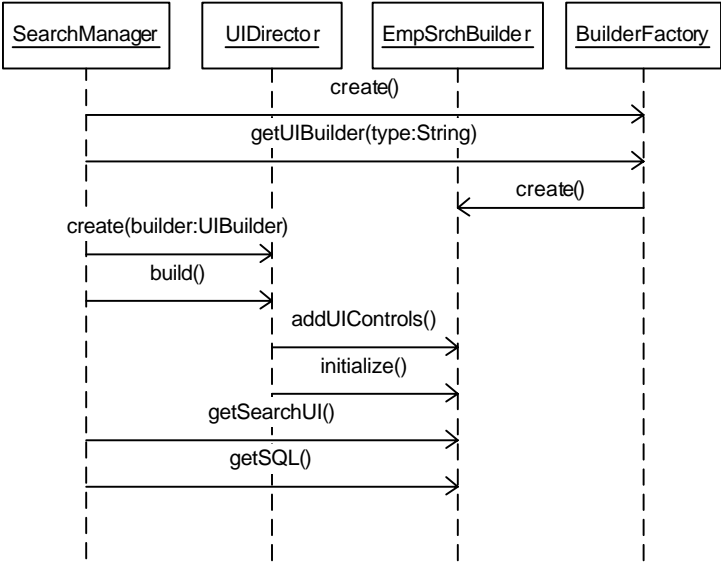 SearchManager
UIDirector
EmpSrchBuilder
BuilderFactory
create()
getUIBuilder(type:String)
create()
create(builder:UIBuilder)
build()
addUIControls()
initialize()
getSearchUI()
getSQL()